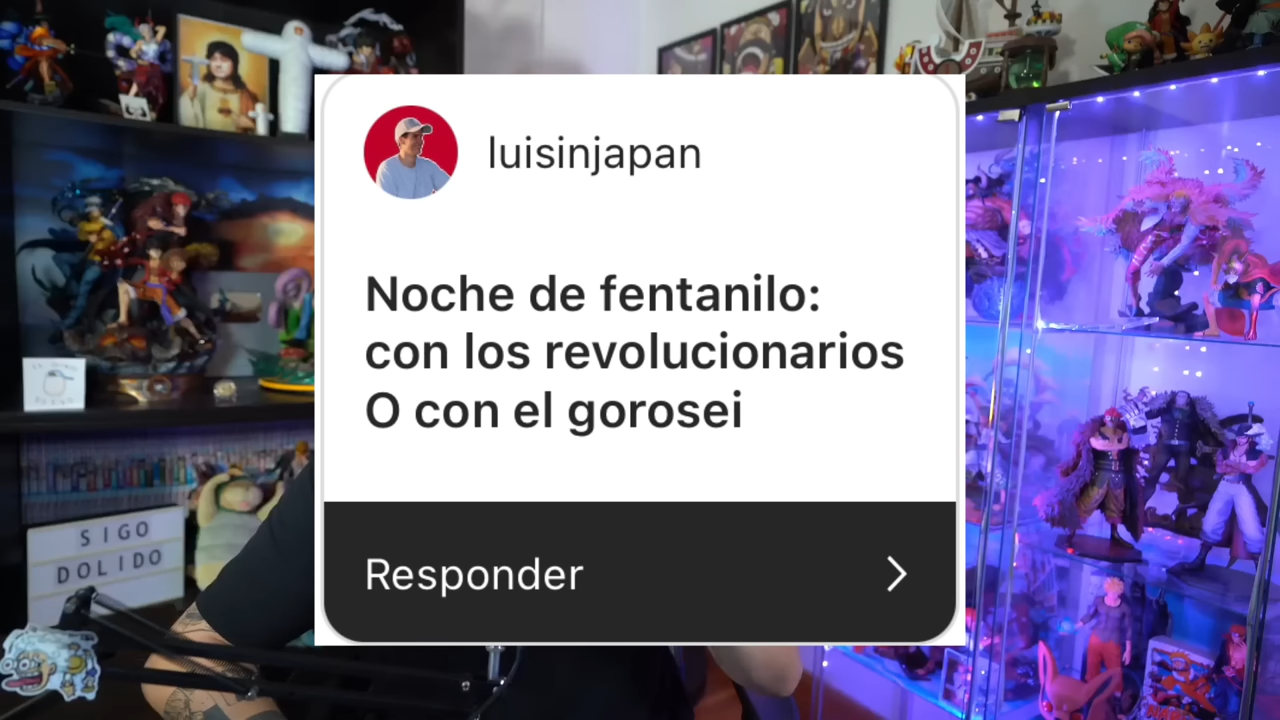 luisinjapan
Noche de fentanilo:
con los revolucionarios
O con el gorosei
Responder
SIGO
DOLIDO